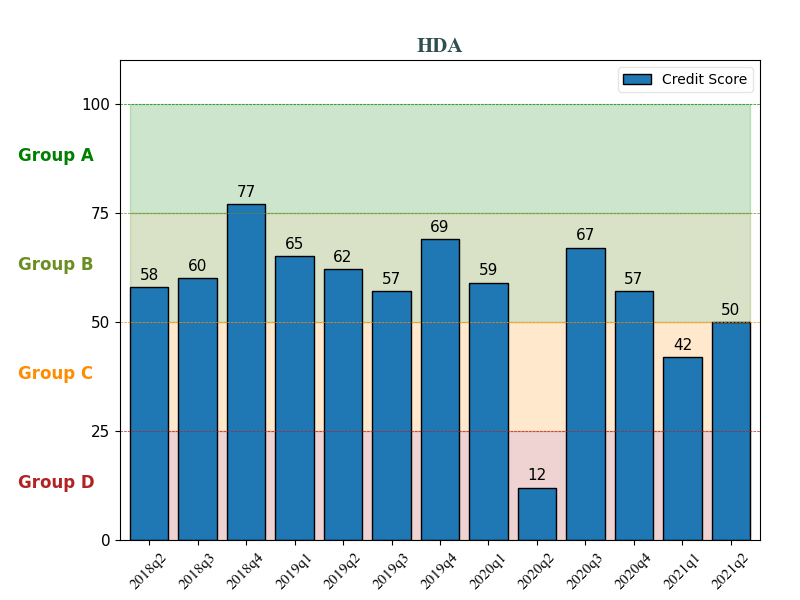 HDA
Credit Score
100
75
50
25
0
Group A
Group B
Group C
Group D
58
60
77
65
62
57
69
59
12
67
57
42
50
2018q2
2018q3
2018q4
2019q1
2019q2
2019q3
2019q4
2020q1
2020q2
2020q3
2020q4
2021q1
2021q2